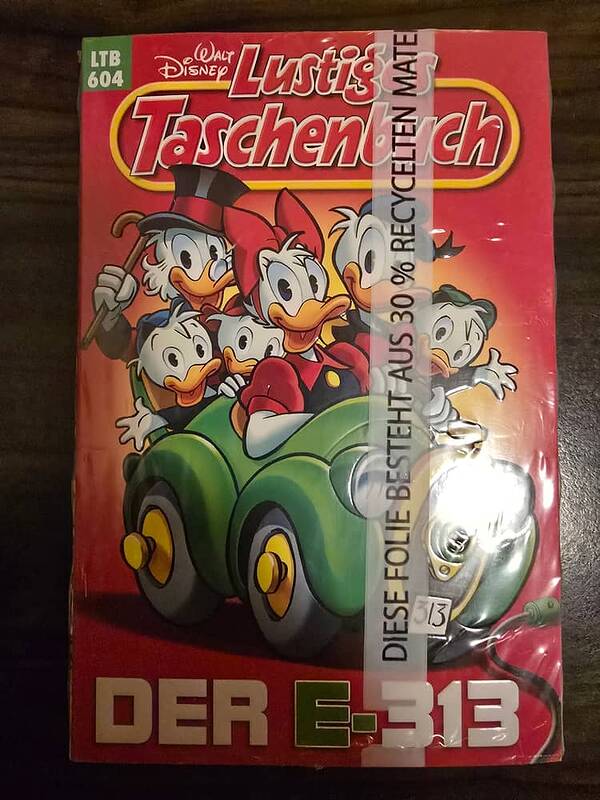 LTB
604
Walt
Disney
Lustiges
Taschenbuch
DIESE FOLIE BESTEHT AUS 30 % RECYCELTEN MATE
313
DER E-313